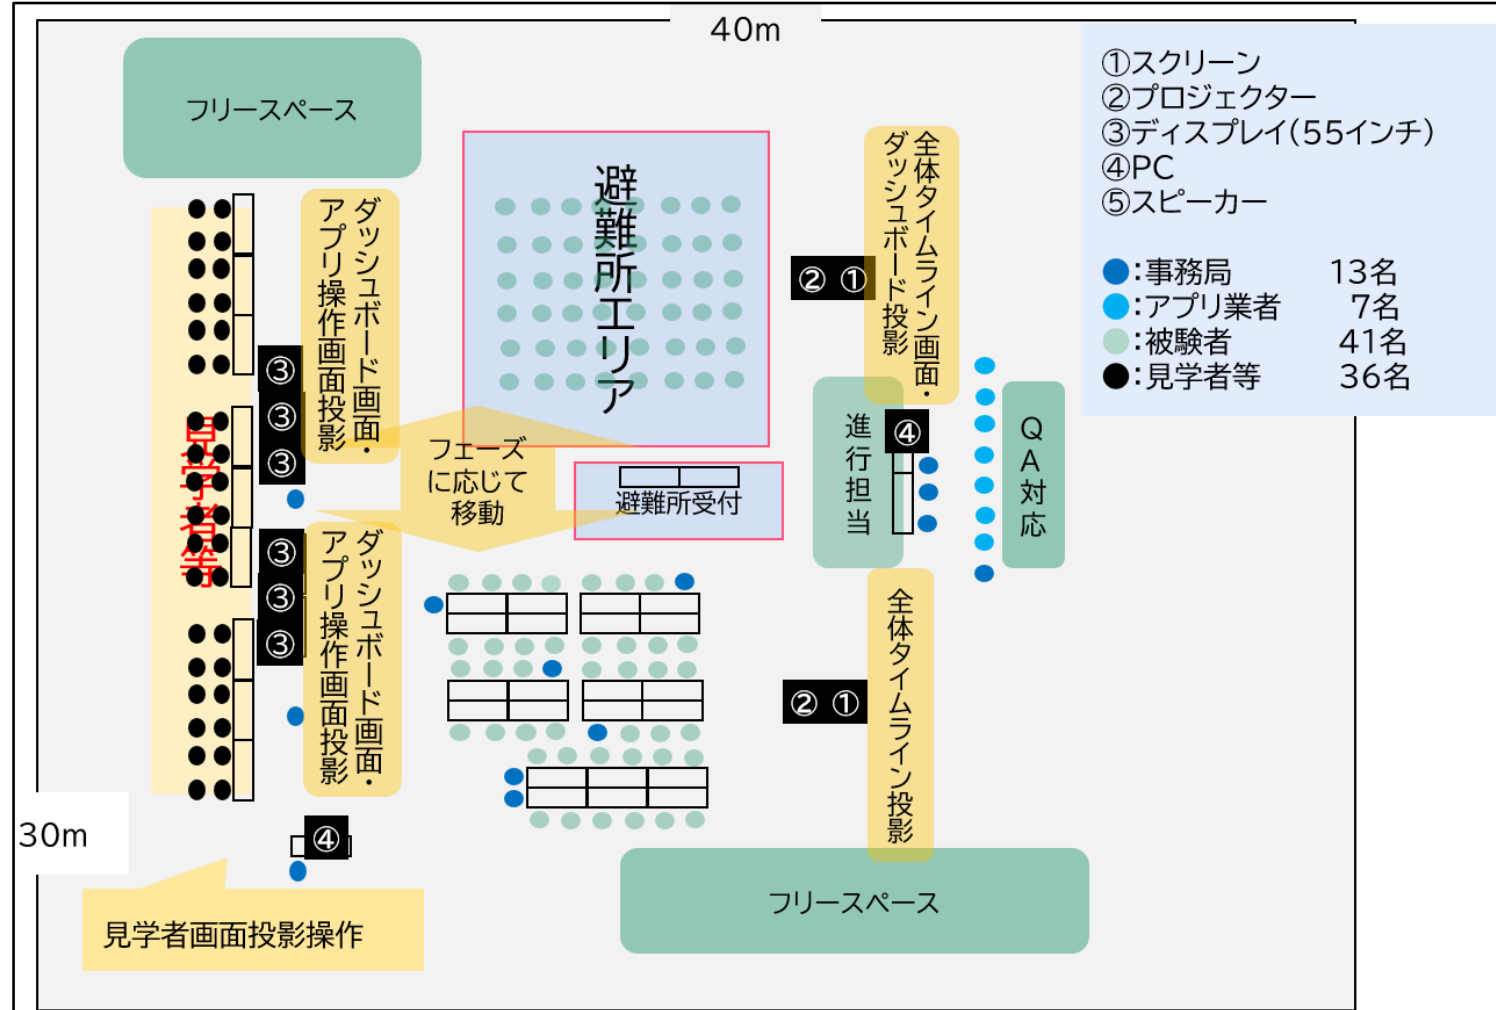 40m
①スクリーン
②プロジェクター
③ディスプレイ(55インチ)
④PC
⑤スピーカー
●:事務局 13名
●:アプリ業者 7名
●:被験者 41名
●:見学者等 36名
フリースペース
ダッシュボード画面・
アプリ操作画面投影
避難所エリア
全体タイムライン画面・
ダッシュボード投影
② ①
③
③
③
見学者等
フェーズ
に応じて
移動
避難所受付
進行担当
④
QA対応
③
③
③
ダッシュボード画面・
アプリ操作画面投影
② ①
全体タイムライン投影
30m
④
見学者画面投影操作
フリースペース